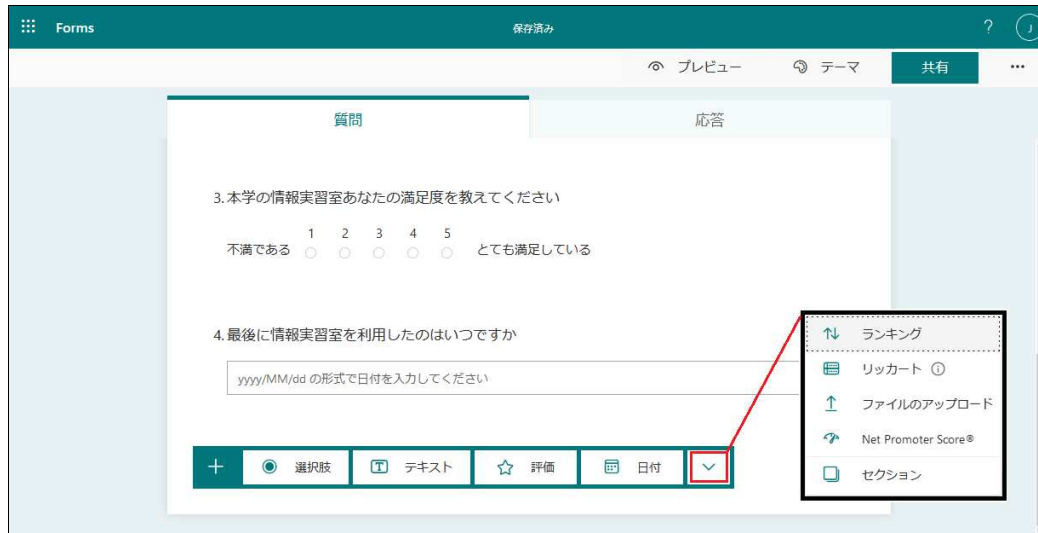 Forms
保存済み
?
J
プレビュー
テーマ
共有
...
質問
応答
3. 本学の情報実習室あなたの満足度を教えてください
1 2 3 4 5
不満である とても満足している
4. 最後に情報実習室を利用したのはいつですか
yyyy/MM/dd の形式で日付を入力してください
選択肢
テキスト
評価
日付
ランキング
リッカート
ファイルのアップロード
Net Promoter Score®
セクション